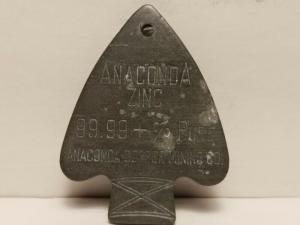 ANACONDA
ZINC
99.99 + % PURE
ANACONDA COPPER MINING CO.